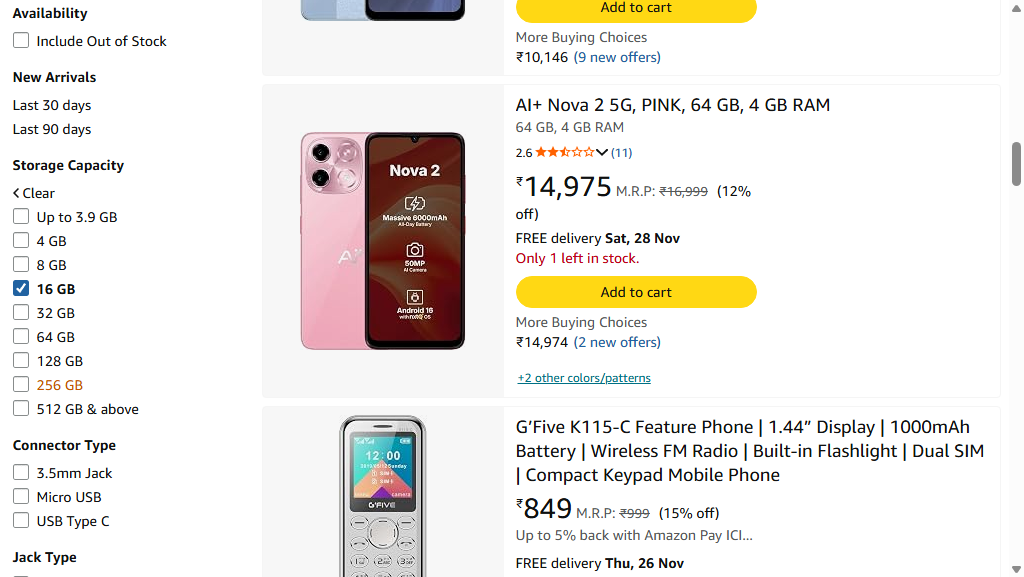 Availability
Include Out of Stock
New Arrivals
Last 30 days
Last 90 days
Storage Capacity
Clear
Up to 3.9 GB
4 GB
8 GB
16 GB
32 GB
64 GB
128 GB
256 GB
512 GB & above
Connector Type
3.5mm Jack
Micro USB
USB Type C
Jack Type
Add to cart
More Buying Choices
₹10,146 (9 new offers)
Nova 2
Massive 6000mAh
All-Day Battery
50MP
AI Camera
Android 16
AI+ Nova 2 5G, PINK, 64 GB, 4 GB RAM
64 GB, 4 GB RAM
2.6 (11)
₹14,975 M.R.P: ₹16,999 (12%
off)
FREE delivery Sat, 28 Nov
Only 1 left in stock.
Add to cart
More Buying Choices
₹14,974 (2 new offers)
+2 other colors/patterns
12:00
G'FIVE
G’Five K115-C Feature Phone | 1.44” Display | 1000mAh
Battery | Wireless FM Radio | Built-in Flashlight | Dual SIM
| Compact Keypad Mobile Phone
₹849 M.R.P: ₹999 (15% off)
Up to 5% back with Amazon Pay ICI...
FREE delivery Thu, 26 Nov